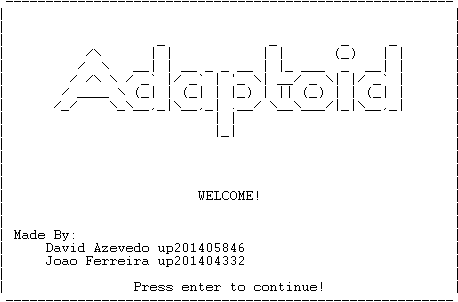 Adaptoid
WELCOME!
Made By:
David Azevedo up201405846
Joao Ferreira up201404332
Press enter to continue!